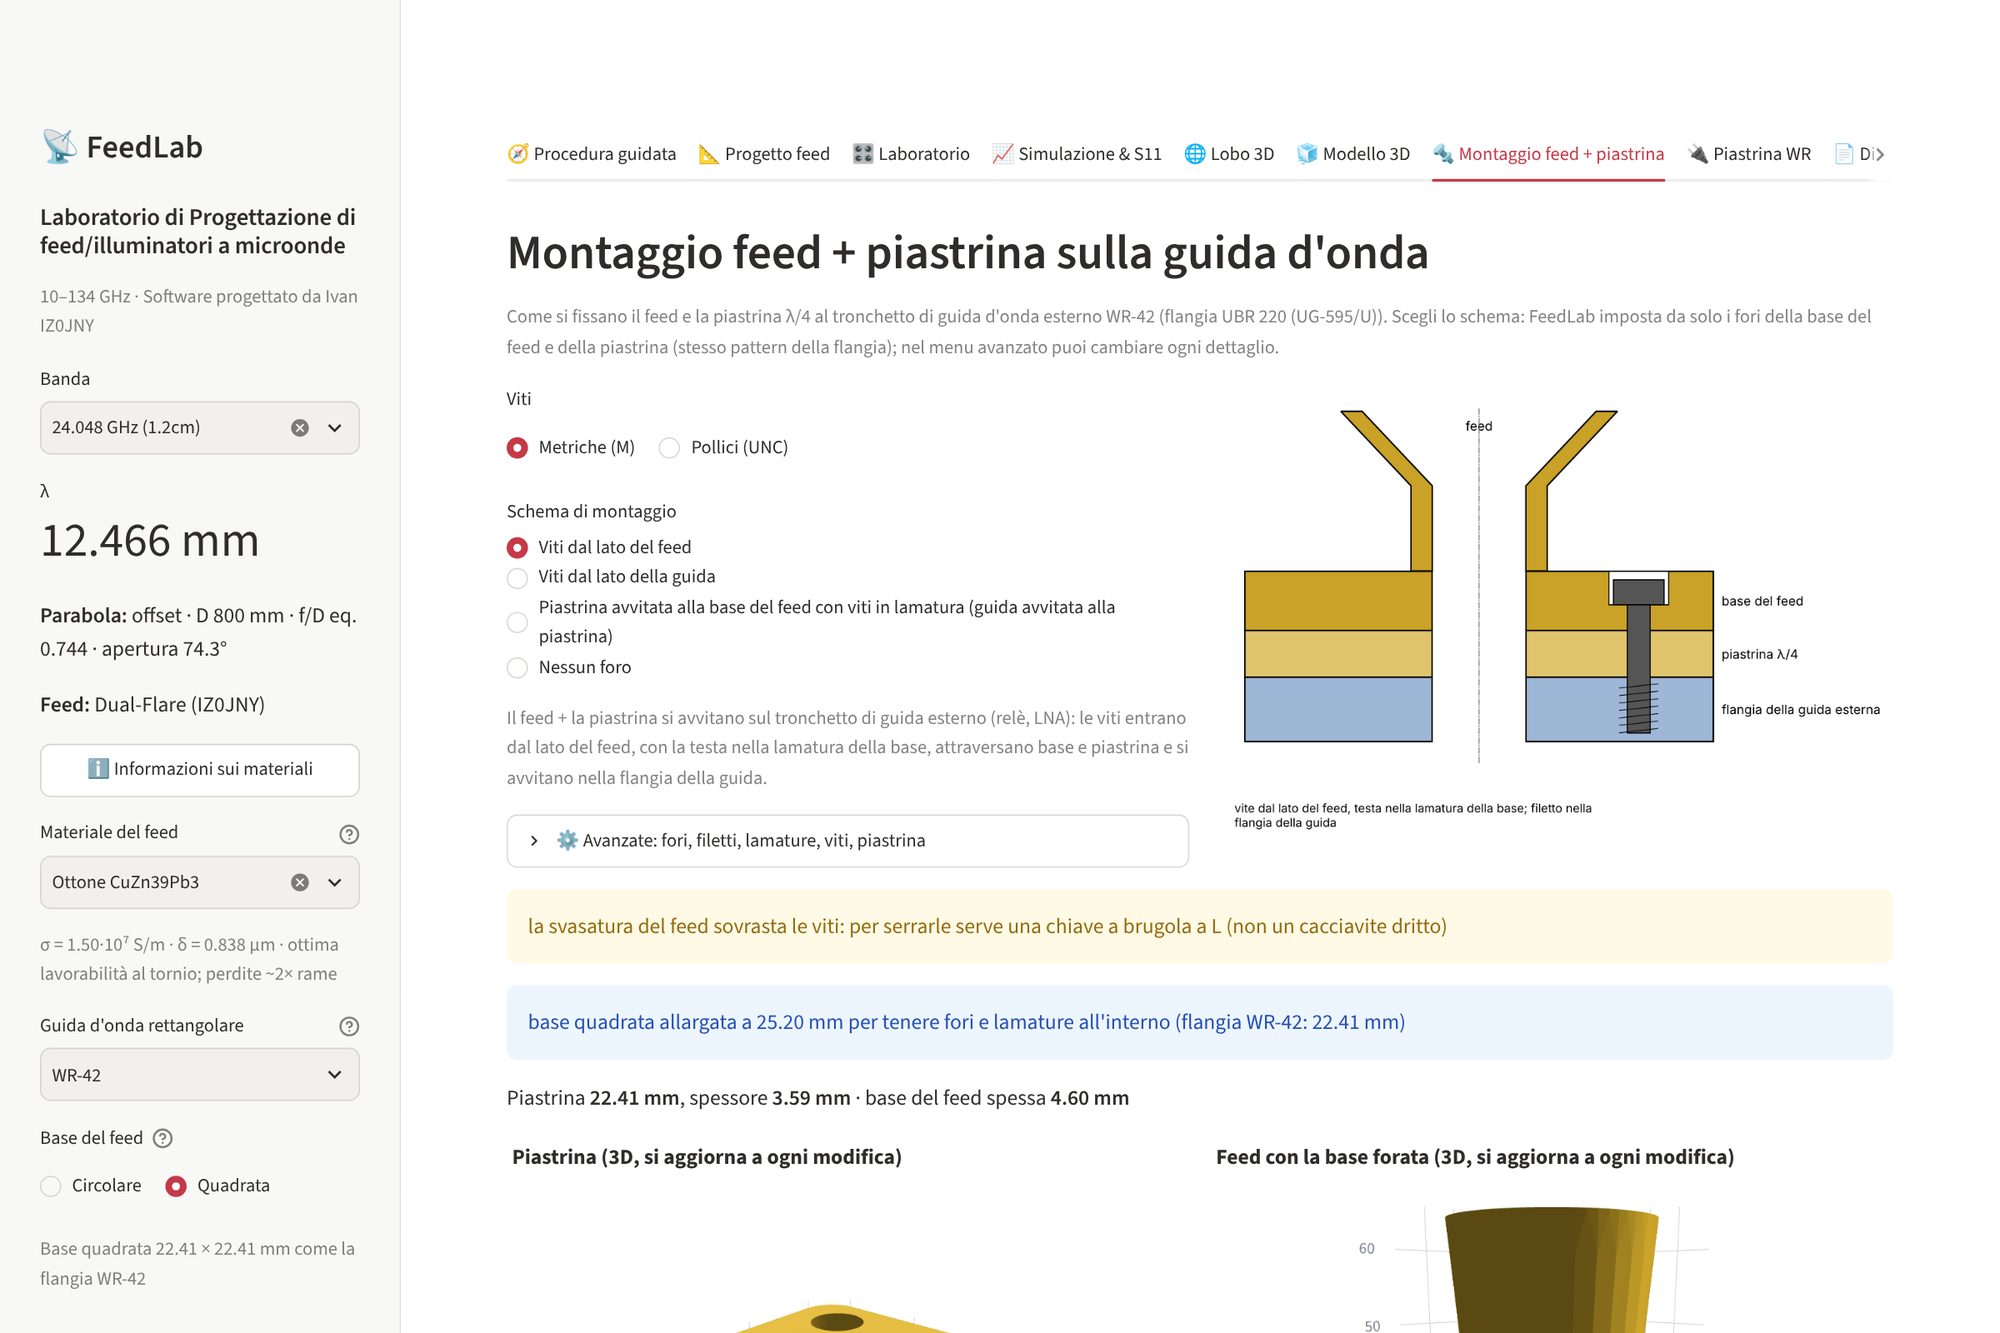 FeedLab
Laboratorio di Progettazione di
feed/illuminatori a microonde
10–134 GHz · Software progettato da Ivan
IZ0JNY
Banda
24.048 GHz (1.2cm)
λ
12.466 mm
Parabola: offset · D 800 mm · f/D eq.
0.744 · apertura 74.3°
Feed: Dual-Flare (IZ0JNY)
Informazioni sui materiali
Materiale del feed
Ottone CuZn39Pb3
σ = 1.50·10⁷ S/m · δ = 0.838 µm · ottima
lavorabilità al tornio; perdite ~2× rame
Guida d'onda rettangolare
WR-42
Base del feed
Circolare Quadrata
Base quadrata 22.41 × 22.41 mm come la
flangia WR-42
Procedura guidata Progetto feed Laboratorio Simulazione & S11 Lobo 3D Modello 3D Montaggio feed + piastrina Piastrina WR Di
Montaggio feed + piastrina sulla guida d'onda
Come si fissano il feed e la piastrina λ/4 al tronchetto di guida d'onda esterno WR-42 (flangia UBR 220 (UG-595/U)). Scegli lo schema: FeedLab imposta da solo i fori della base del
feed e della piastrina (stesso pattern della flangia); nel menu avanzato puoi cambiare ogni dettaglio.
Viti
Metriche (M) Pollici (UNC)
Schema di montaggio
Viti dal lato del feed
Viti dal lato della guida
Piastrina avvitata alla base del feed con viti in lamatura (guida avvitata alla
piastrina)
Nessun foro
Il feed + la piastrina si avvitano sul tronchetto di guida esterno (relè, LNA): le viti entrano
dal lato del feed, con la testa nella lamatura della base, attraversano base e piastrina e si
avvitano nella flangia della guida.
Avanzate: fori, filetti, lamature, viti, piastrina
feed
base del feed
piastrina λ/4
flangia della guida esterna
vite dal lato del feed, testa nella lamatura della base; filetto nella
flangia della guida
la svasatura del feed sovrasta le viti: per serrarle serve una chiave a brugola a L (non un cacciavite dritto)
base quadrata allargata a 25.20 mm per tenere fori e lamature all'interno (flangia WR-42: 22.41 mm)
Piastrina 22.41 mm, spessore 3.59 mm · base del feed spessa 4.60 mm
Piastrina (3D, si aggiorna a ogni modifica)
Feed con la base forata (3D, si aggiorna a ogni modifica)
60
50